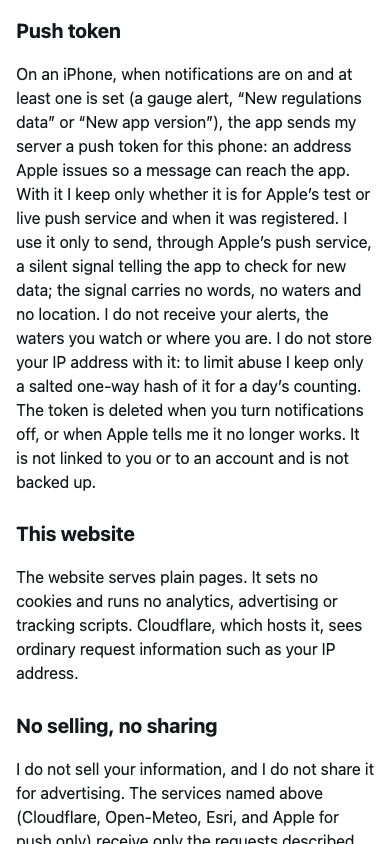 Push token
On an iPhone, when notifications are on and at
least one is set (a gauge alert, “New regulations
data” or “New app version”), the app sends my
server a push token for this phone: an address
Apple issues so a message can reach the app.
With it I keep only whether it is for Apple’s test or
live push service and when it was registered. I
use it only to send, through Apple’s push service,
a silent signal telling the app to check for new
data; the signal carries no words, no waters and
no location. I do not receive your alerts, the
waters you watch or where you are. I do not store
your IP address with it: to limit abuse I keep only
a salted one-way hash of it for a day’s counting.
The token is deleted when you turn notifications
off, or when Apple tells me it no longer works. It
is not linked to you or to an account and is not
backed up.
This website
The website serves plain pages. It sets no
cookies and runs no analytics, advertising or
tracking scripts. Cloudflare, which hosts it, sees
ordinary request information such as your IP
address.
No selling, no sharing
I do not sell your information, and I do not share it
for advertising. The services named above
(Cloudflare, Open-Meteo, Esri, and Apple for
push only) receive only the requests described